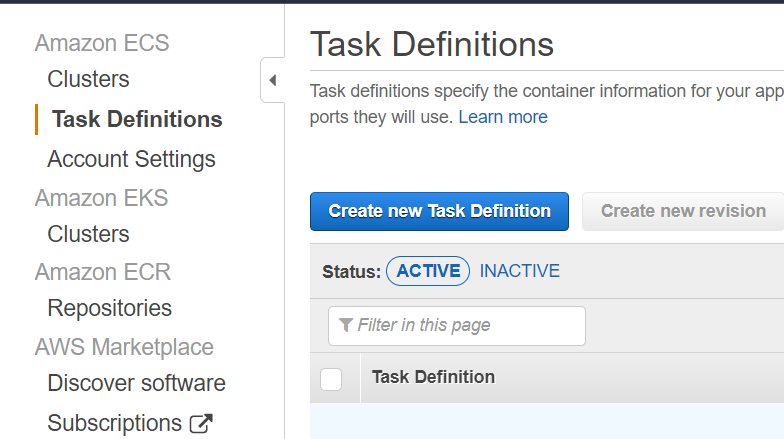 Amazon ECS
Clusters
Task Definitions
Account Settings
Amazon EKS
Clusters
Amazon ECR
Repositories
AWS Marketplace
Discover software
Subscriptions
Task Definitions
Task definitions specify the container information for your app
ports they will use. Learn more
Create new Task Definition
Create new revision
Status: ACTIVE INACTIVE
Filter in this page
Task Definition